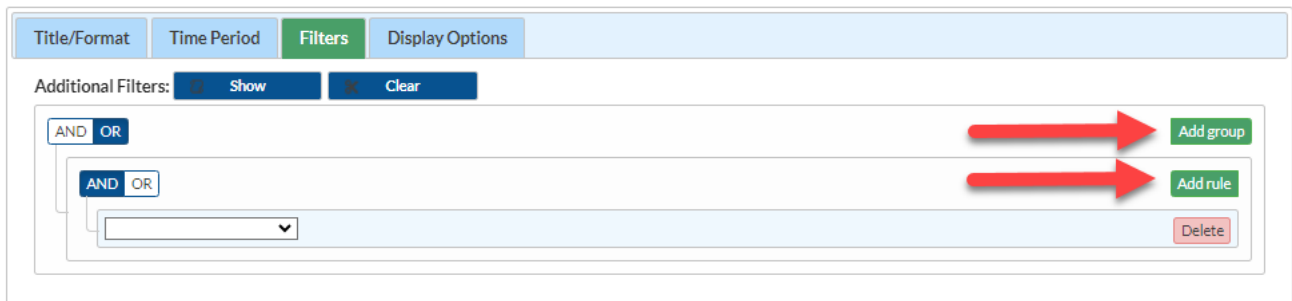 Title/Format Time Period Filters Display Options
Additional Filters: Show Clear
AND OR Add group
AND OR Add rule
Delete